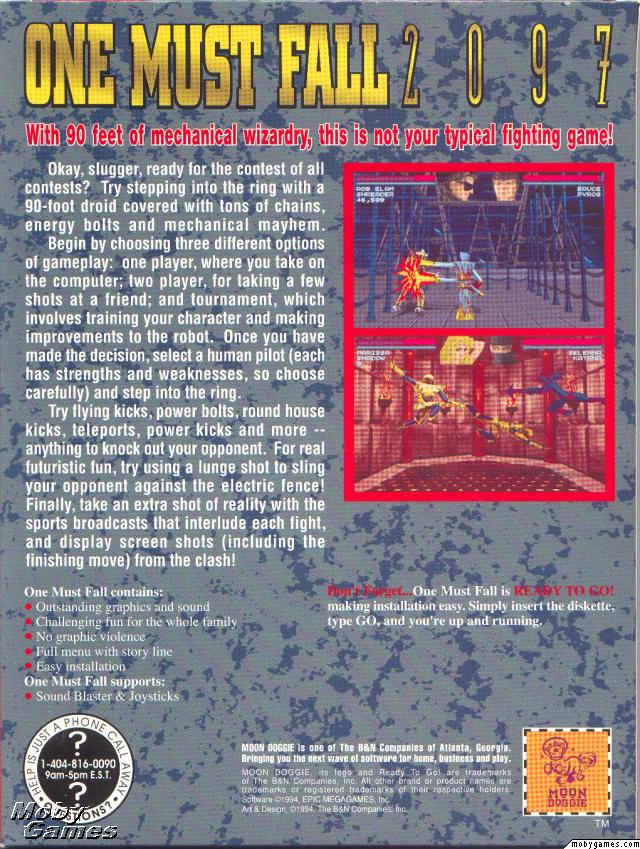 ONE MUST FALL 2097
With 90 feet of mechanical wizardry, this is not your typical fighting game!
Okay, slugger, ready for the contest of all
contests? Try stepping into the ring with a
90-foot droid covered with tons of chains,
energy bolts and mechanical mayhem.
Begin by choosing three different options
of gameplay: one player, where you take on
the computer; two player, for taking a few
shots at a friend; and tournament, which
involves training your character and making
improvements to the robot. Once you have
made the decision, select a human pilot (each
has strengths and weaknesses, so choose
carefully) and step into the ring.
Try flying kicks, power bolts, round house
kicks, teleports, power kicks and more --
anything to knock out your opponent. For real
futuristic fun, try using a lunge shot to sling
your opponent against the electric fence!
Finally, take an extra shot of reality with the
sports broadcasts that interlude each fight,
and display screen shots (including the
finishing move) from the clash!
ROB ELAM
SHREADER
46,500
BRUCE
PYROS
MARISSA
SHADOW
0
SELENNA
KATANA
One Must Fall contains:
• Outstanding graphics and sound
• Challenging fun for the whole family
• No graphic violence
• Full menu with story line
• Easy installation
One Must Fall supports:
• Sound Blaster & Joysticks
Don't Forget...One Must Fall is READY TO GO!
making installation easy. Simply insert the diskette,
type GO, and you're up and running.
HELP IS JUST A PHONE CALL AWAY
?
1-404-816-0090
9am-5pm E.S.T.
?
• QUESTIONS? •
MOON DOGGIE is one of The B&N Companies of Atlanta, Georgia.
Bringing you the next wave of software for home, business and play.
MOON DOGGIE, its logo and Ready To Go! are trademarks
of The B&N Companies, Inc. All other brand or product names are
trademarks or registered trademarks of their respective holders
Software ©1994, EPIC MEGAGAMES, Inc.
Art & Design, ©1994, The B&N Companies, Inc.
MOON
DOGGIE
TM
Moby
Games
mobygames.com